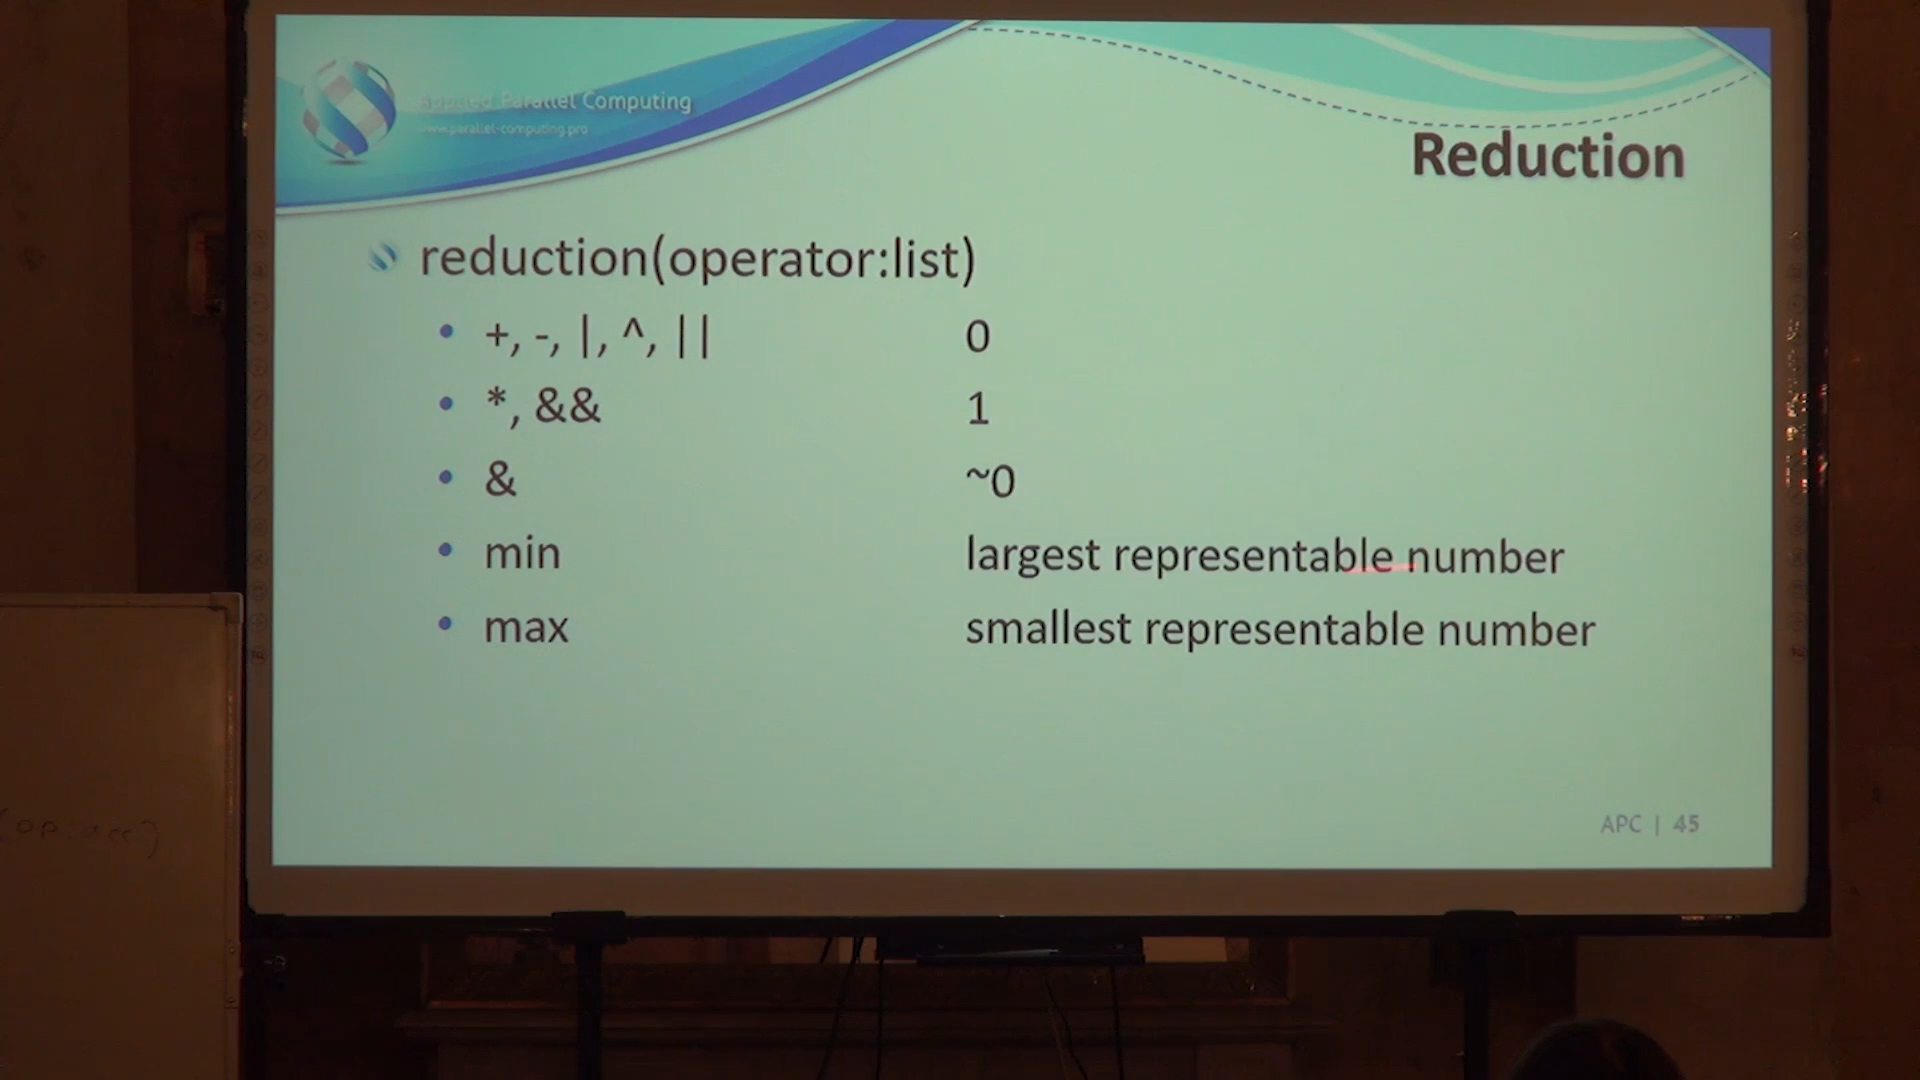 Applied Parallel Computing
www.parallel-computing.pro
Reduction
reduction(operator:list)
• +, -, |, ^, || 0
• *, && 1
• & ~0
• min largest representable number
• max smallest representable number
APC | 45